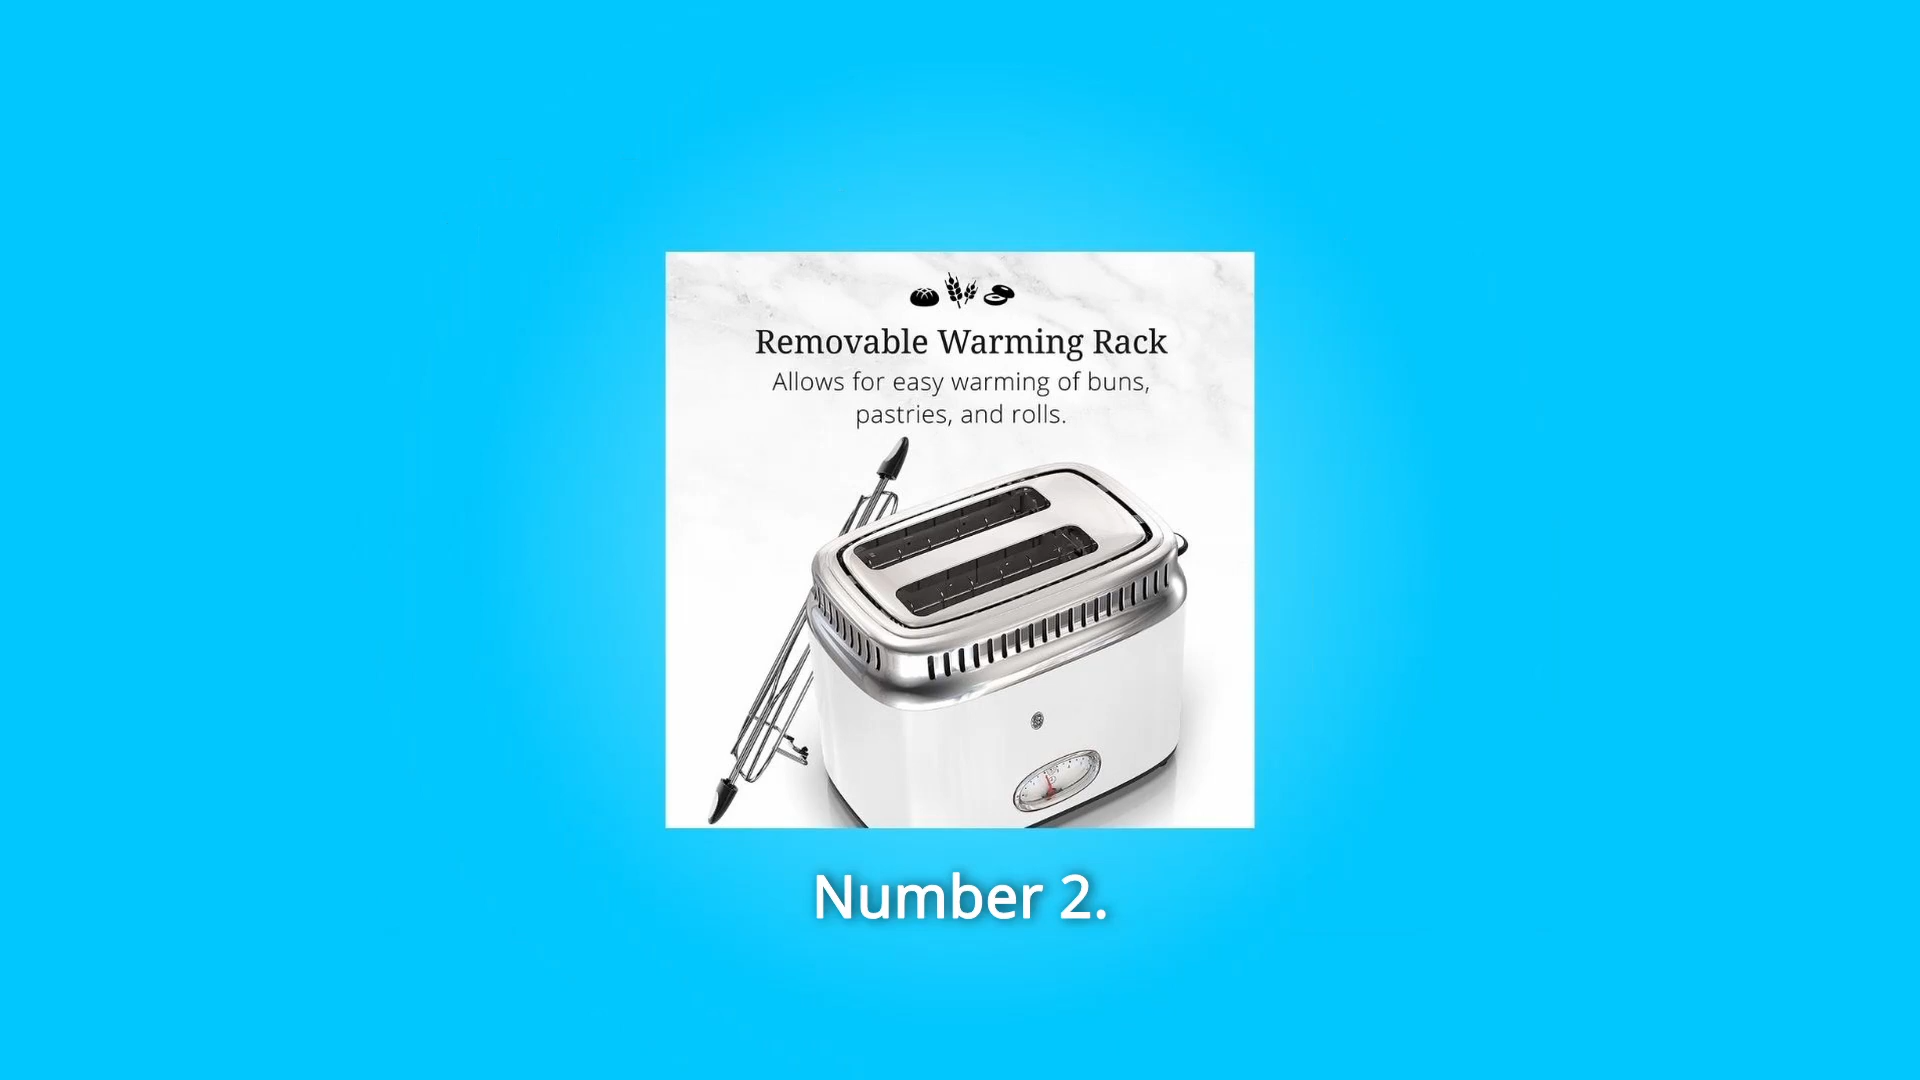 Removable Warming Rack
Allows for easy warming of buns,
pastries, and rolls.
Number 2.